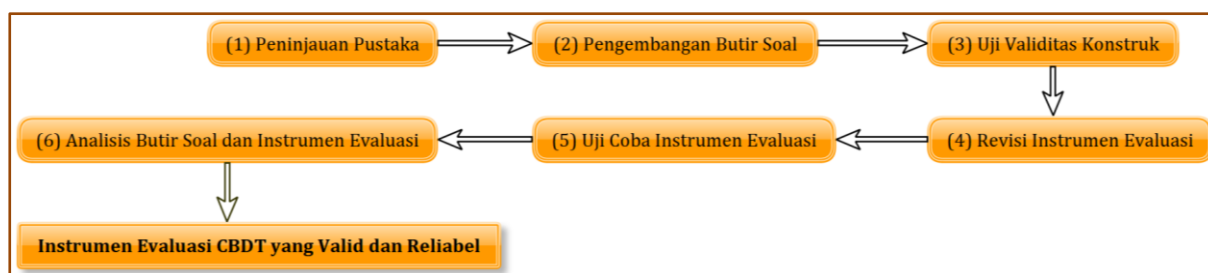 (1) Peninjauan Pustaka
(2) Pengembangan Butir Soal
(3) Uji Validitas Konstruk
(4) Revisi Instrumen Evaluasi
(5) Uji Coba Instrumen Evaluasi
(6) Analisis Butir Soal dan Instrumen Evaluasi
Instrumen Evaluasi CBDT yang Valid dan Reliabel